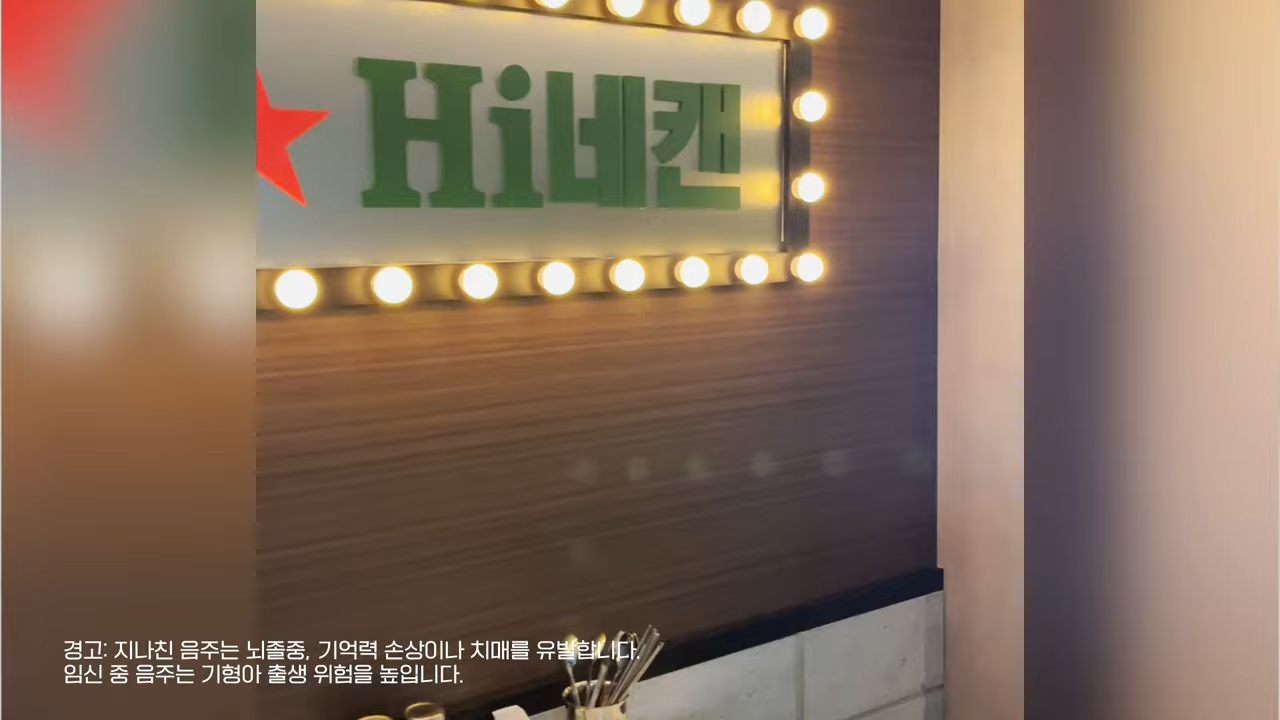 Hi네캔
경고: 지나친 음주는 뇌졸중, 기억력 손상이나 치매를 유발합니다.
임신 중 음주는 기형아 출생 위험을 높입니다.